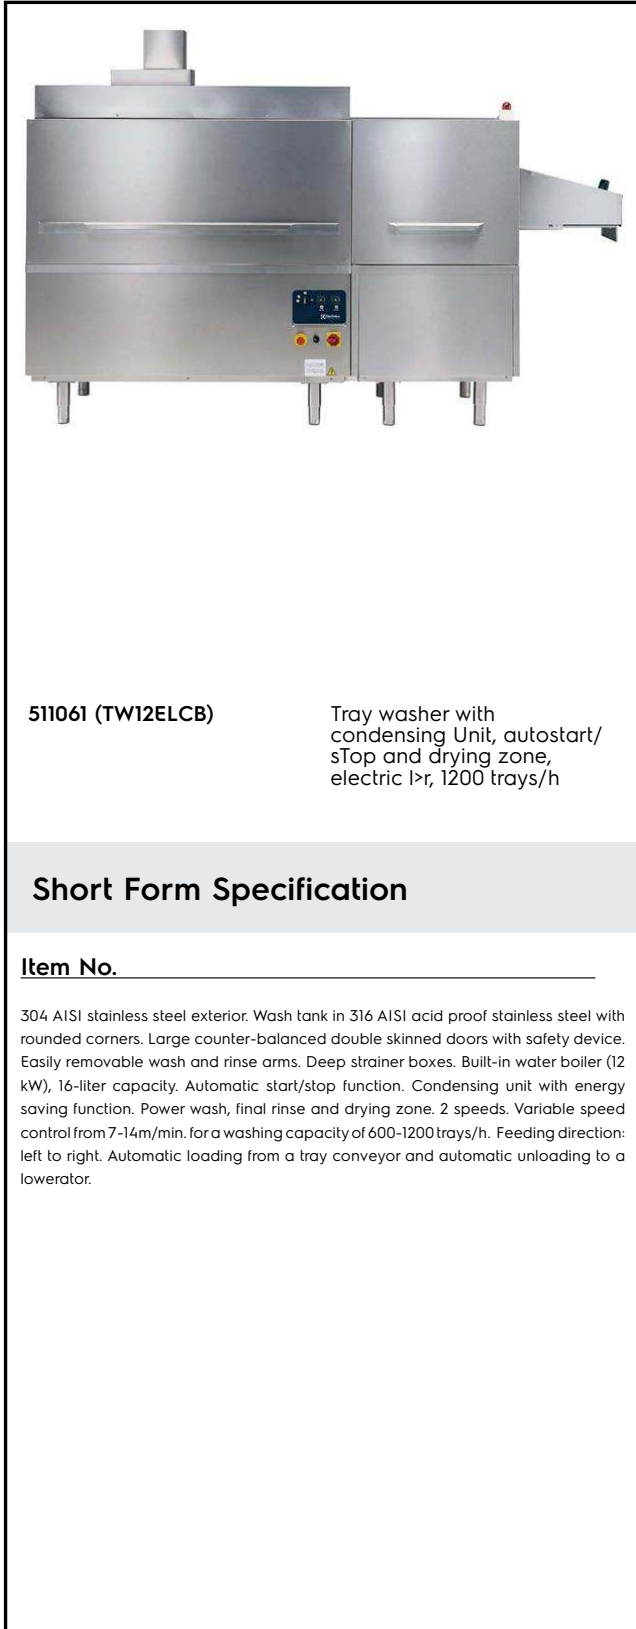 Electrolux
511061 (TW12ELCB)
Tray washer with
condensing Unit, autostart/
sTop and drying zone,
electric l>r, 1200 trays/h
Short Form Specification
Item No.
304 AISI stainless steel exterior. Wash tank in 316 AISI acid proof stainless steel with
rounded corners. Large counter-balanced double skinned doors with safety device.
Easily removable wash and rinse arms. Deep strainer boxes. Built-in water boiler (12
kW), 16-liter capacity. Automatic start/stop function. Condensing unit with energy
saving function. Power wash, final rinse and drying zone. 2 speeds. Variable speed
control from 7-14m/min. for a washing capacity of 600-1200 trays/h. Feeding direction:
left to right. Automatic loading from a tray conveyor and automatic unloading to a
lowerator.